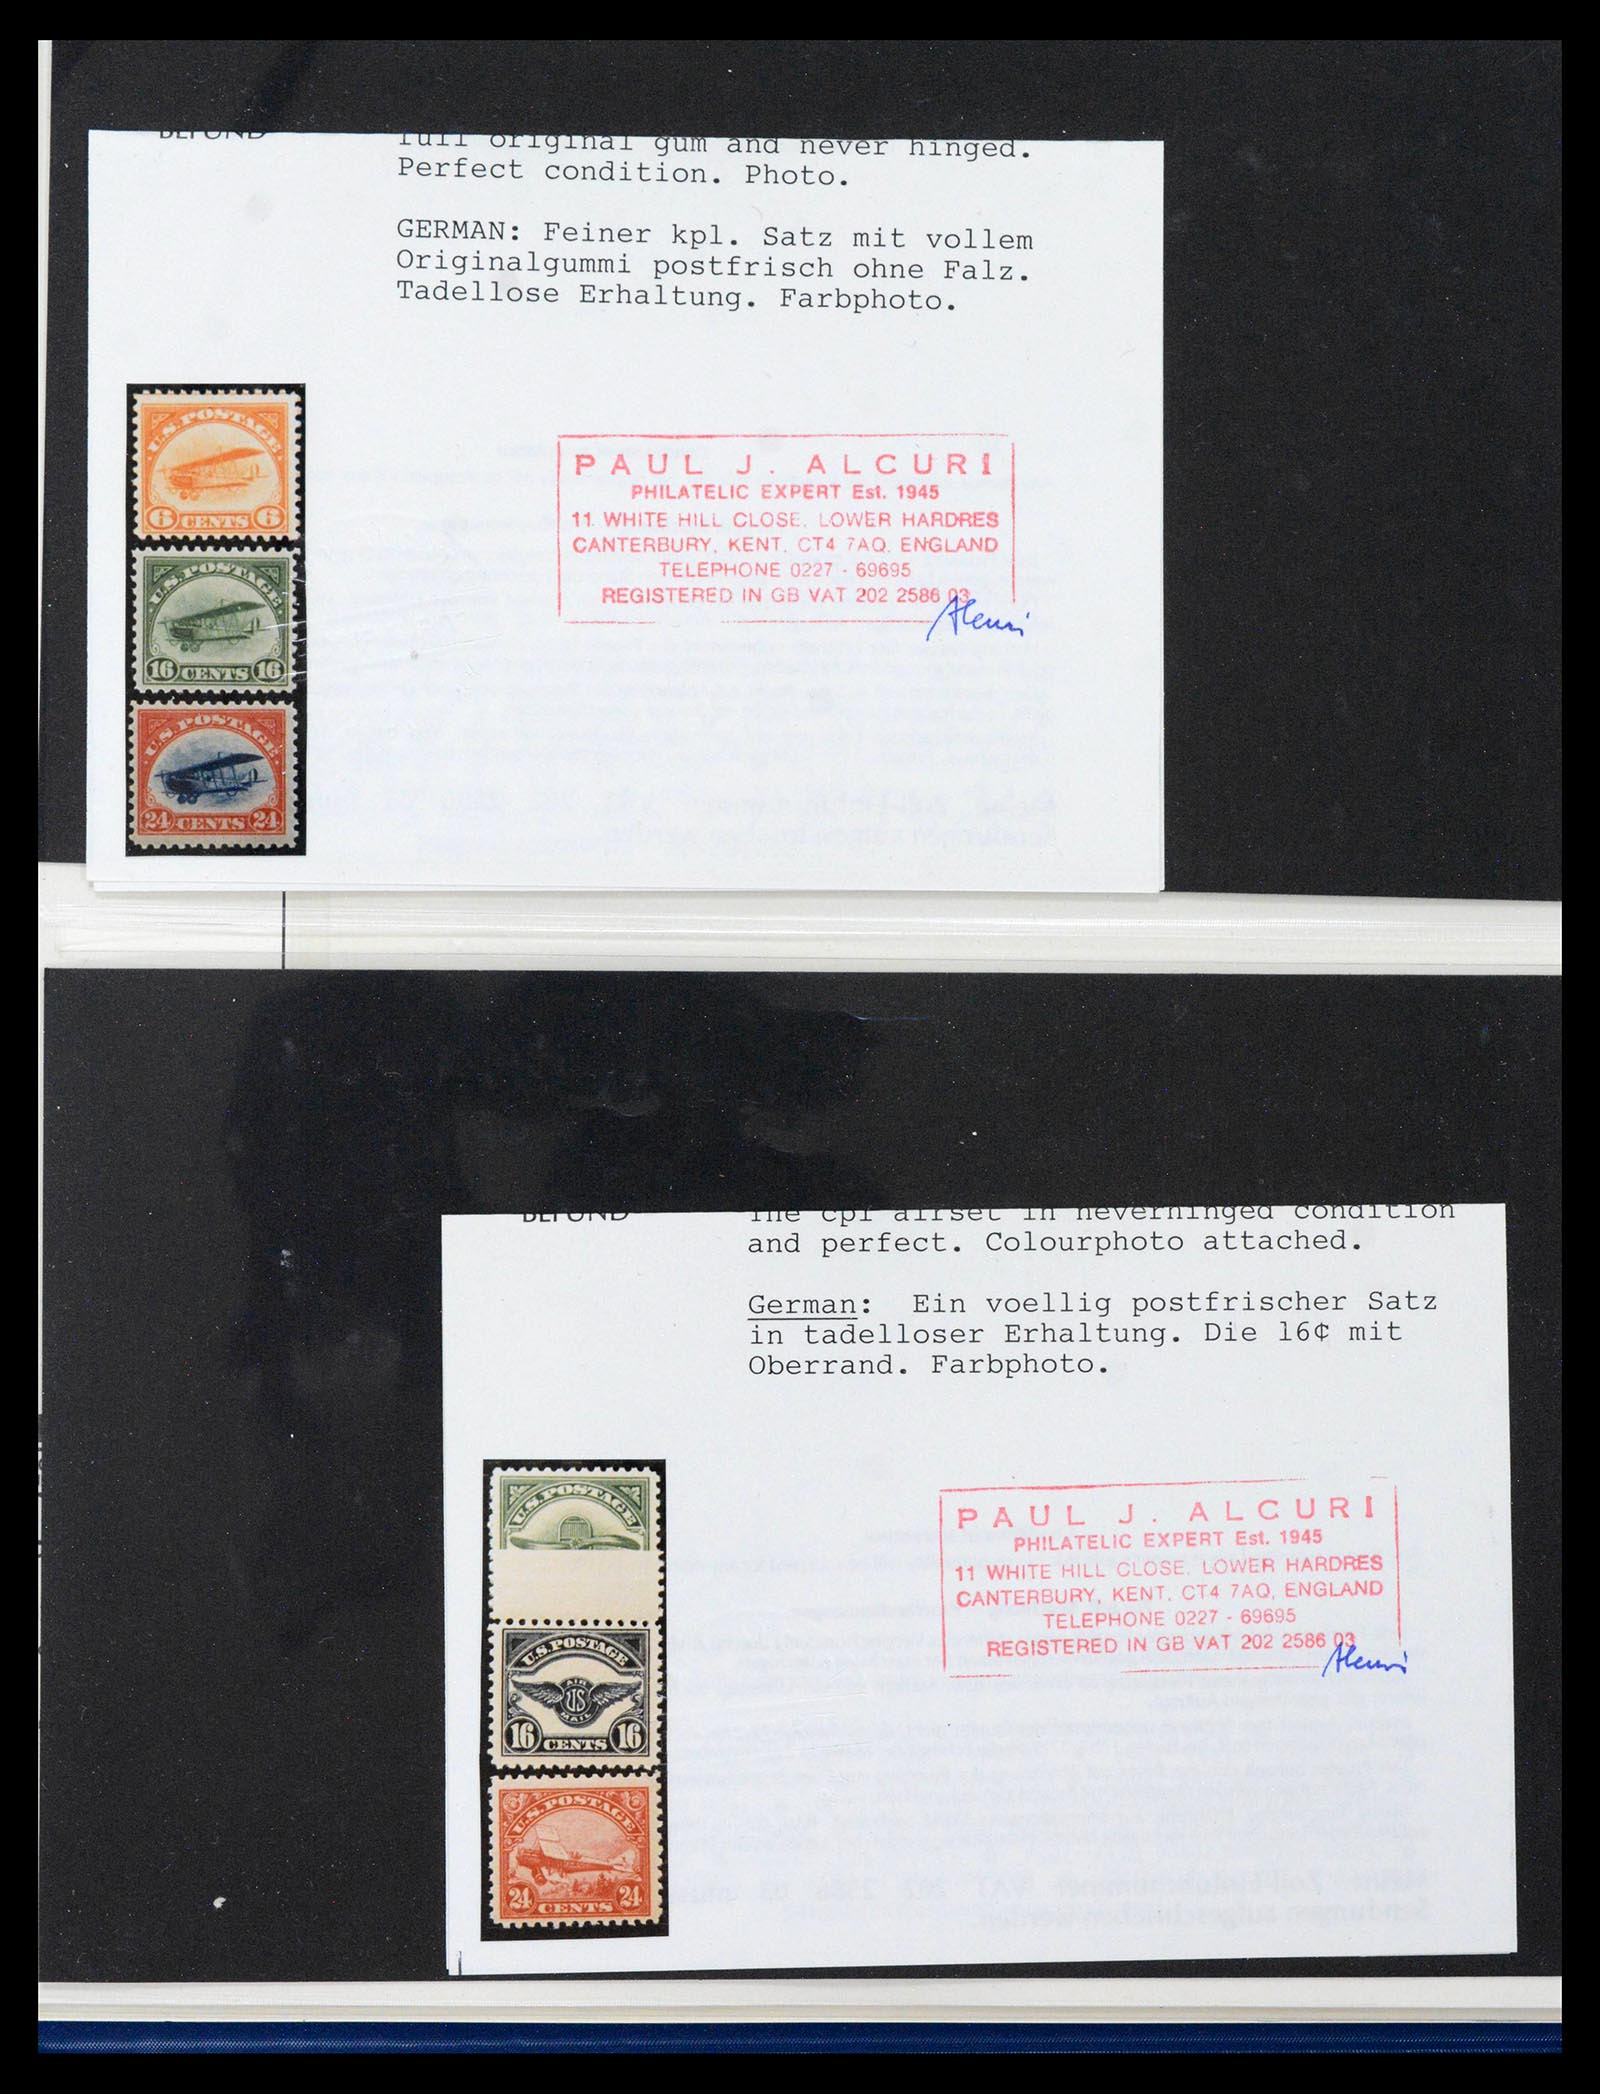 BEFUND
full original gum and never hinged.
Perfect condition. Photo.
GERMAN: Feiner kpl. Satz mit vollem
Originalgummi postfrisch ohne Falz.
Tadellose Erhaltung. Farbphoto.
U.S. POSTAGE
6 CENTS 6
U.S. POSTAGE
16 CENTS 16
U.S. POSTAGE
24 CENTS 24
PAUL J. ALCURI
PHILATELIC EXPERT Est. 1945
11 WHITE HILL CLOSE, LOWER HARDRES
CANTERBURY, KENT. CT4 7AQ, ENGLAND
TELEPHONE 0227 - 69695
REGISTERED IN GB VAT 202 2586 03
Alcuri
BEFUND
The cpl airset in neverhinged condition
and perfect. Colourphoto attached.
German: Ein voellig postfrischer Satz
in tadelloser Erhaltung. Die 16¢ mit
Oberrand. Farbphoto.
U.S. POSTAGE
U.S. POSTAGE
AIR
US
MAIL
16 CENTS 16
U.S. POSTAGE
24 CENTS 24
PAUL J. ALCURI
PHILATELIC EXPERT Est. 1945
11 WHITE HILL CLOSE, LOWER HARDRES
CANTERBURY, KENT. CT4 7AQ, ENGLAND
TELEPHONE 0227 - 69695
REGISTERED IN GB VAT 202 2586 03
Alcuri